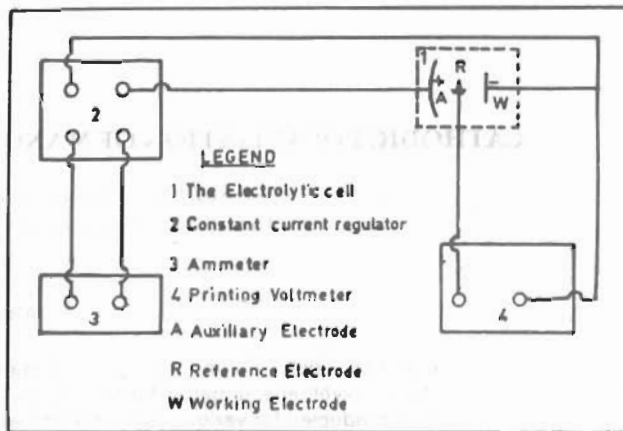 1
R
A
W
2
LEGEND
1 The Electrolytic cell
2 Constant current regulator
3 Ammeter
4 Printing Voltmeter
A Auxiliary Electrode
R Reference Electrode
W Working Electrode
3
4